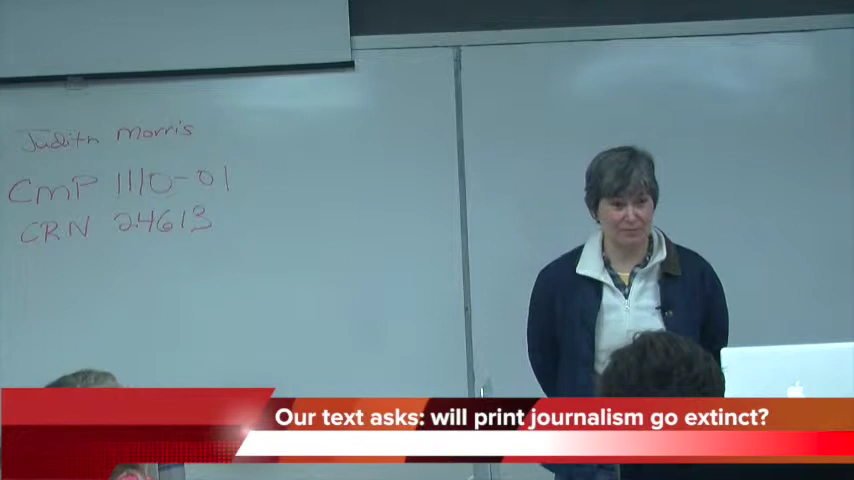 Judith Morris
CMP 1110-01
CRN 24613
Our text asks: will print journalism go extinct?